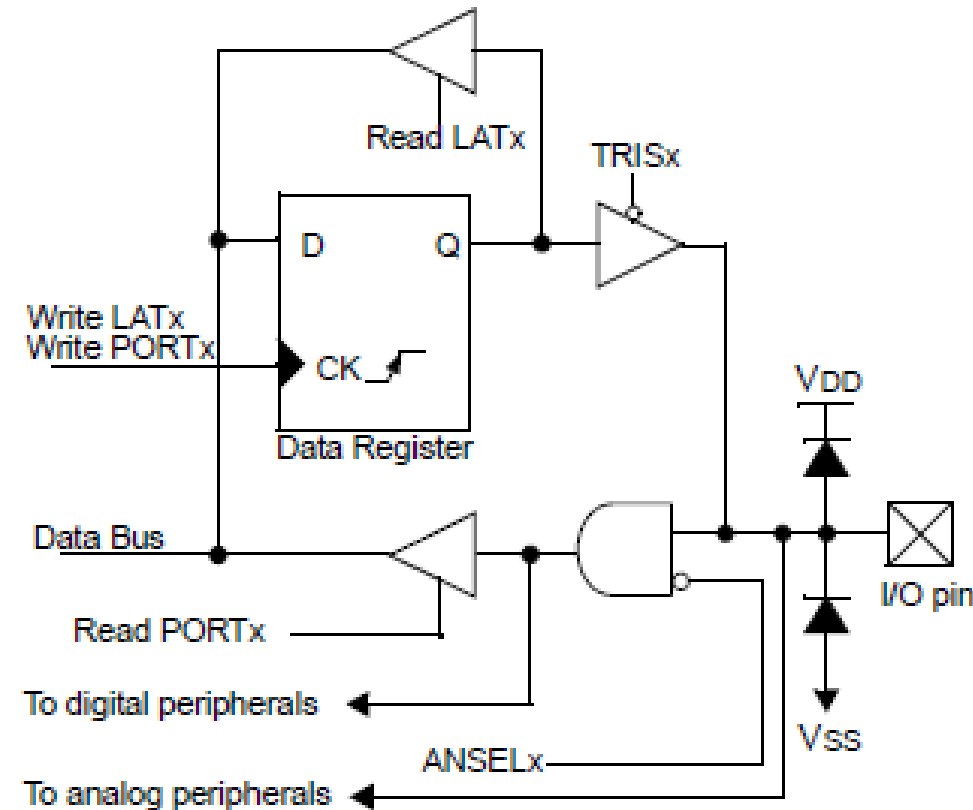 Read LATx
TRISx
D
Q
Write LATx
Write PORTx
CK
VDD
Data Register
Data Bus
I/O pin
Read PORTx
To digital peripherals
VSS
ANSELx
To analog peripherals